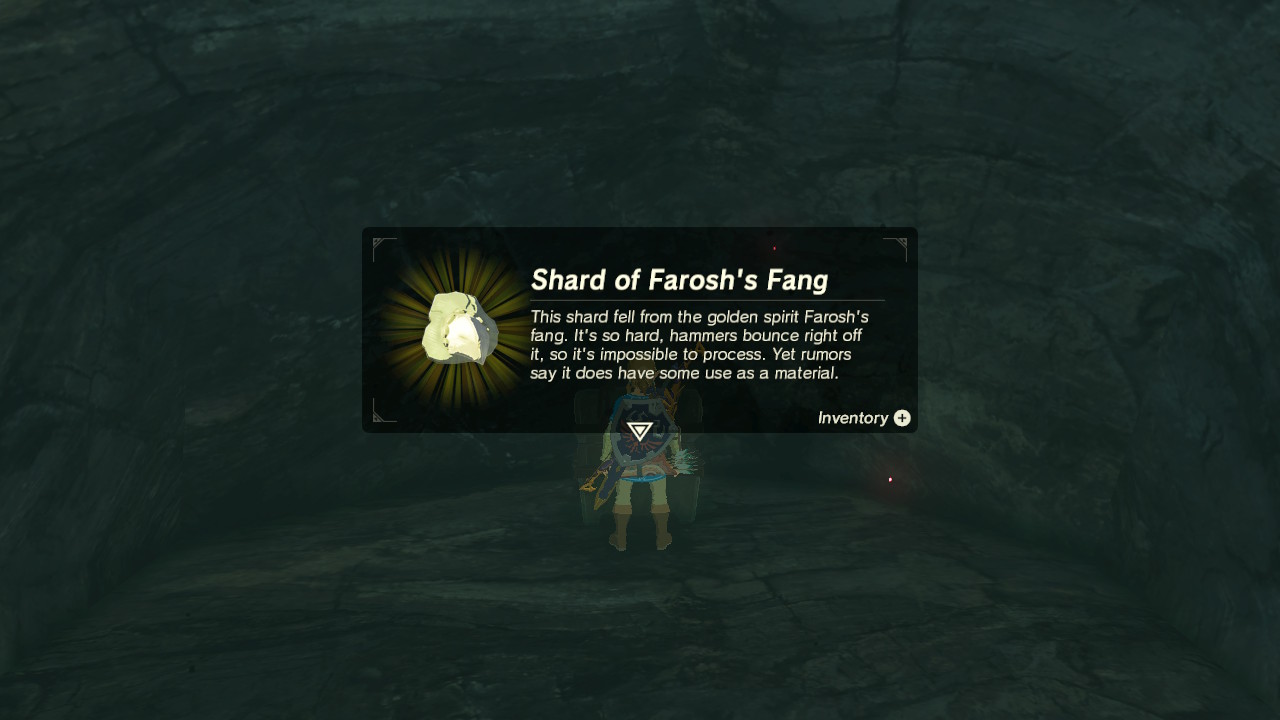 Shard of Farosh's Fang
This shard fell from the golden spirit Farosh's
fang. It's so hard, hammers bounce right off
it, so it's impossible to process. Yet rumors
say it does have some use as a material.
Inventory